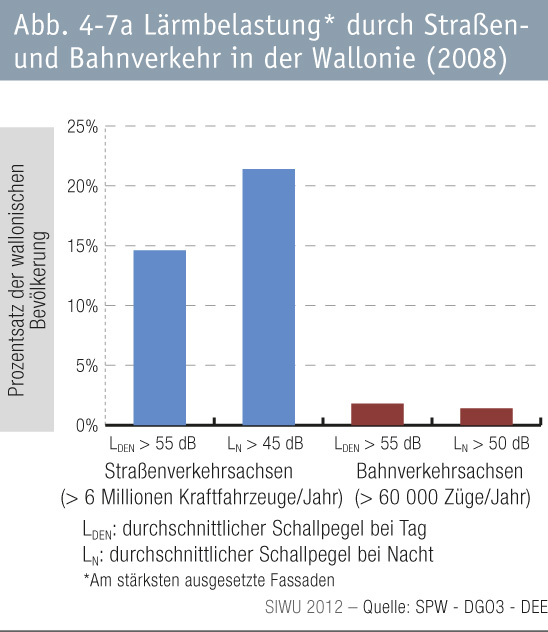 Abb. 4-7a Lärmbelastung* durch Straßen-
und Bahnverkehr in der Wallonie (2008)
Prozentsatz der wallonischen
Bevölkerung
25%
20%
15%
10%
5%
0%
LDEN > 55 dB LN > 45 dB LDEN > 55 dB LN > 50 dB
Straßenverkehrsachsen Bahnverkehrsachsen
(> 6 Millionen Kraftfahrzeuge/Jahr) (> 60 000 Züge/Jahr)
LDEN: durchschnittlicher Schallpegel bei Tag
LN: durchschnittlicher Schallpegel bei Nacht
*Am stärksten ausgesetzte Fassaden
SIWU 2012 – Quelle: SPW - DGO3 - DEE